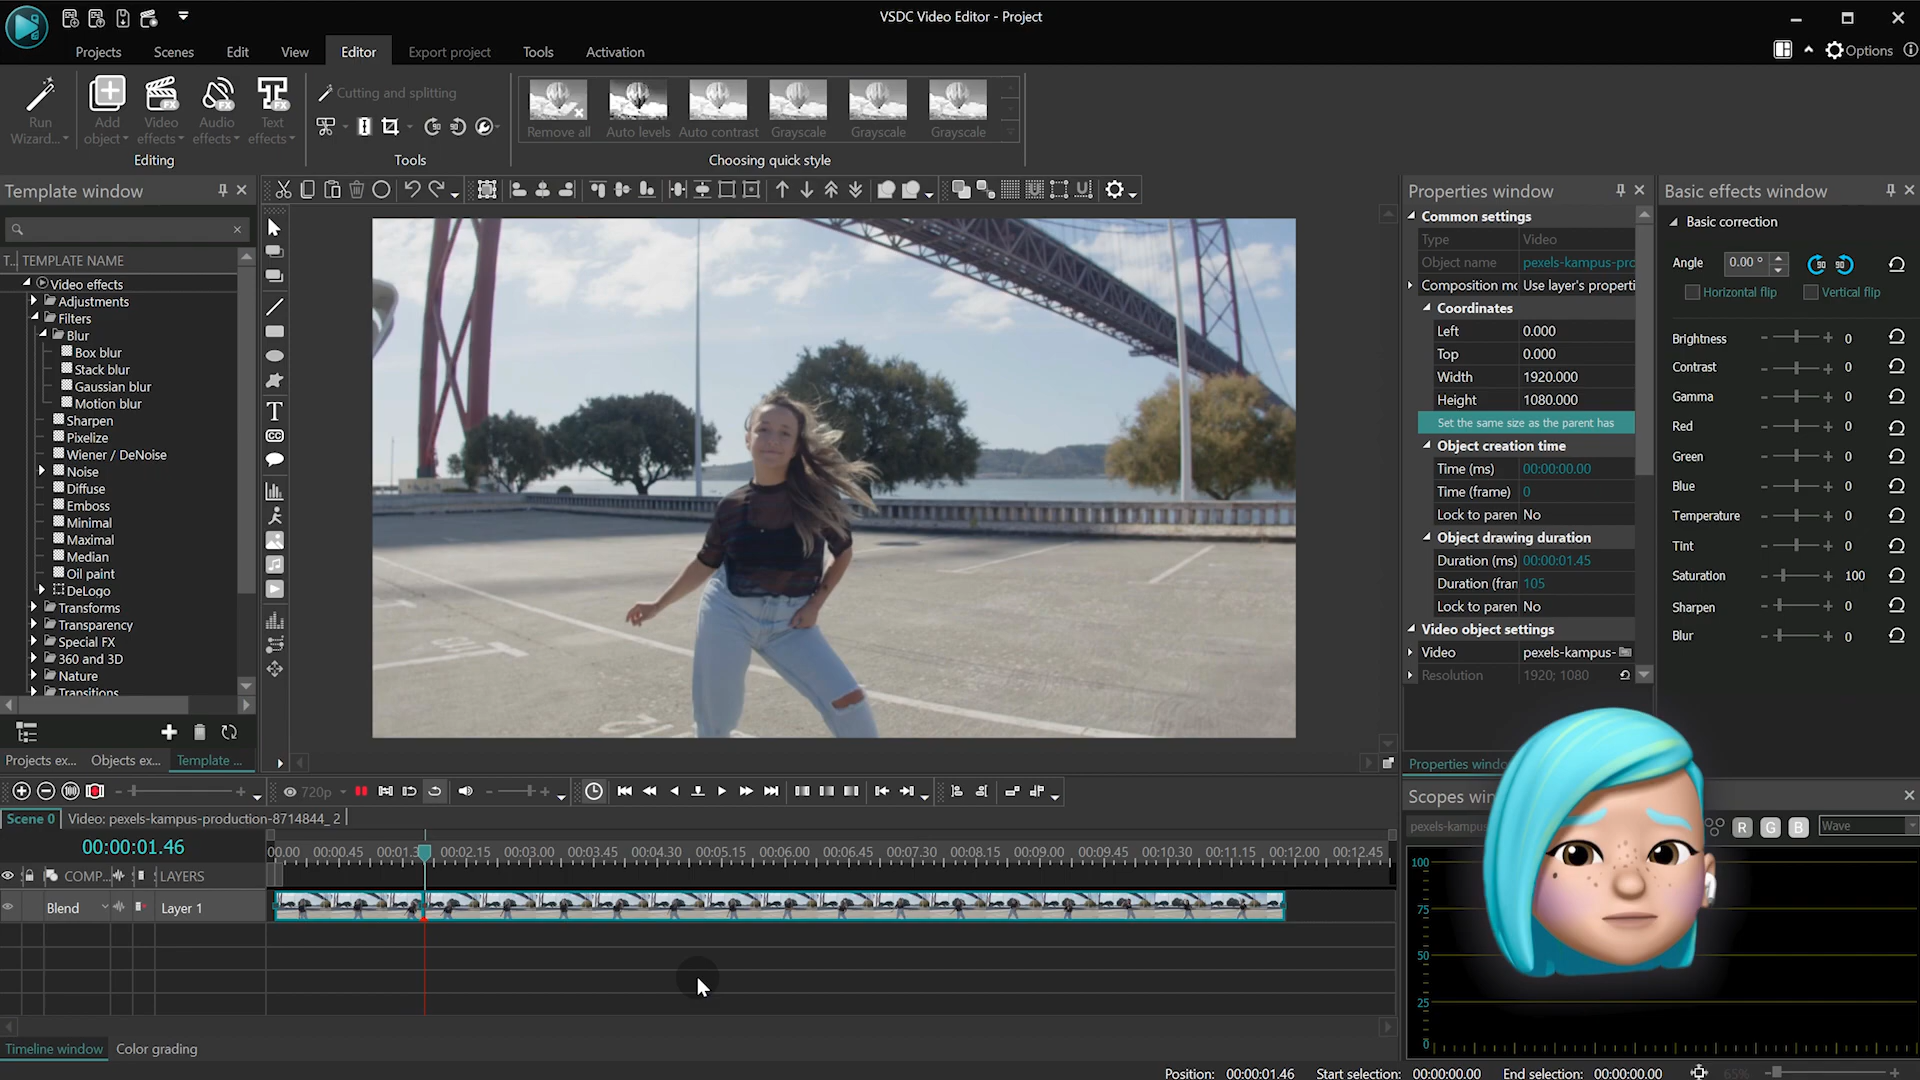 VSDC Video Editor - Project
Projects Scenes Edit View Editor Export project Tools Activation Options
Cutting and splitting
Run Wizard... Add object Video effects Audio effects Text effects
Remove all Auto levels Auto contrast Grayscale Grayscale Grayscale
Editing Tools Choosing quick style
Template window
T.. TEMPLATE NAME
Video effects
Adjustments
Filters
Blur
Box blur
Stack blur
Gaussian blur
Motion blur
Sharpen
Pixelize
Wiener / DeNoise
Noise
Diffuse
Emboss
Minimal
Maximal
Median
Oil paint
DeLogo
Transforms
Transparency
Special FX
360 and 3D
Nature
Transitions
Projects ex... Objects ex... Template ...
Properties window
Common settings
Type Video
Object name pexels-kampus-pro
Composition mo Use layer's properti
Coordinates
Left 0.000
Top 0.000
Width 1920.000
Height 1080.000
Set the same size as the parent has
Object creation time
Time (ms) 00:00:00.00
Time (frame) 0
Lock to paren No
Object drawing duration
Duration (ms) 00:00:01.45
Duration (fran 105
Lock to paren No
Video object settings
Video pexels-kampus-
Resolution 1920; 1080
Properties windo
Basic effects window
Basic correction
Angle 0.00 ° 90 90
Horizontal flip Vertical flip
Brightness 0
Contrast 0
Gamma 0
Red 0
Green 0
Blue 0
Temperature 0
Tint 0
Saturation 100
Sharpen 0
Blur 0
720p
Scene 0 Video: pexels-kampus-production-8714844_2
00:00:01.46
00.00 00:00.45 00:01.3 00:02.15 00:03.00 00:03.45 00:04.30 00:05.15 00:06.00 00:06.45 00:07.30 00:08.15 00:09.00 00:09.45 00:10.30 00:11.15 00:12.00 00:12.45
COMP... LAYERS
Blend Layer 1
Scopes wi
pexels-kampus R G B Wave
100
75
50
25
0
Timeline window Color grading
Position: 00:00:01.46 Start selection: 00:00:00.00 End selection: 00:00:00.00 65%